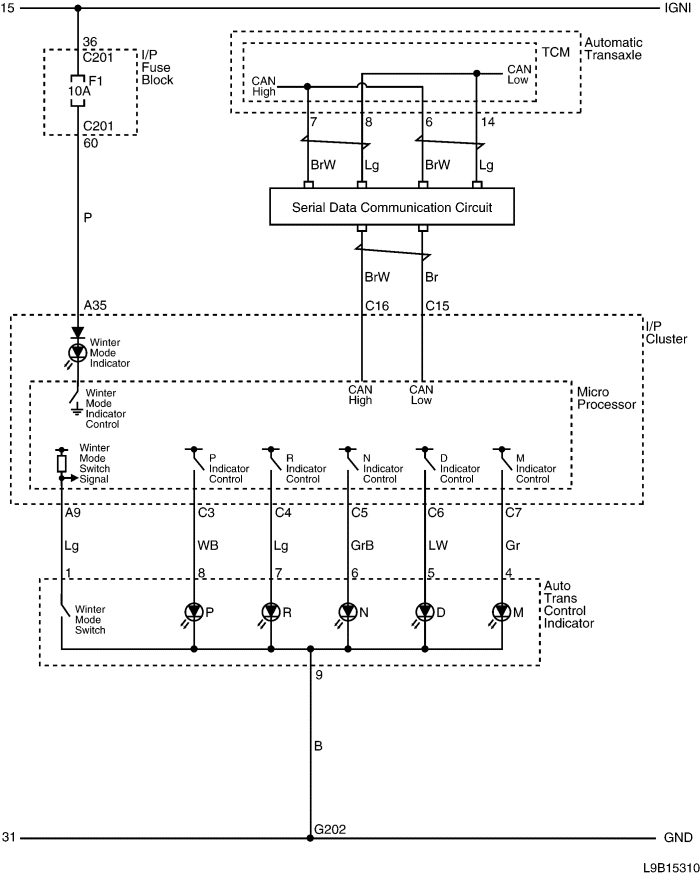 15
IGNI
36
C201
I/P
Fuse
Block
F1
10A
C201
60
Automatic
Transaxle
TCM
CAN
High
CAN
Low
7
8
6
14
BrW
Lg
BrW
Lg
Serial Data Communication Circuit
P
BrW
Br
A35
C16
C15
I/P
Cluster
Winter
Mode
Indicator
Winter
Mode
Indicator
Control
CAN
High
CAN
Low
Micro
Processor
Winter
Mode
Switch
Signal
P
Indicator
Control
R
Indicator
Control
N
Indicator
Control
D
Indicator
Control
M
Indicator
Control
A9
C3
C4
C5
C6
C7
Lg
WB
Lg
GrB
LW
Gr
1
8
7
6
5
4
Auto
Trans
Control
Indicator
Winter
Mode
Switch
P
R
N
D
M
9
B
G202
31
GND
L9B15310